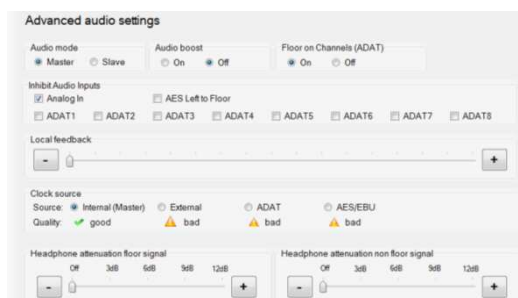 Advanced audio settings
Audio mode
Master Slave
Audio boost
On Off
Floor on Channels (ADAT)
On Off
Inhibit Audio Inputs
Analog In AES Left to Floor
ADAT1 ADAT2 ADAT3 ADAT4 ADAT5 ADAT6 ADAT7 ADAT8
Local feedback
- +
Clock source
Source: Internal (Master) External ADAT AES/EBU
Quality: good bad bad bad
Headphone attenuation floor signal
Off 3dB 6dB 9dB 12dB
- +
Headphone attenuation non floor signal
Off 3dB 6dB 9dB 12dB
- +